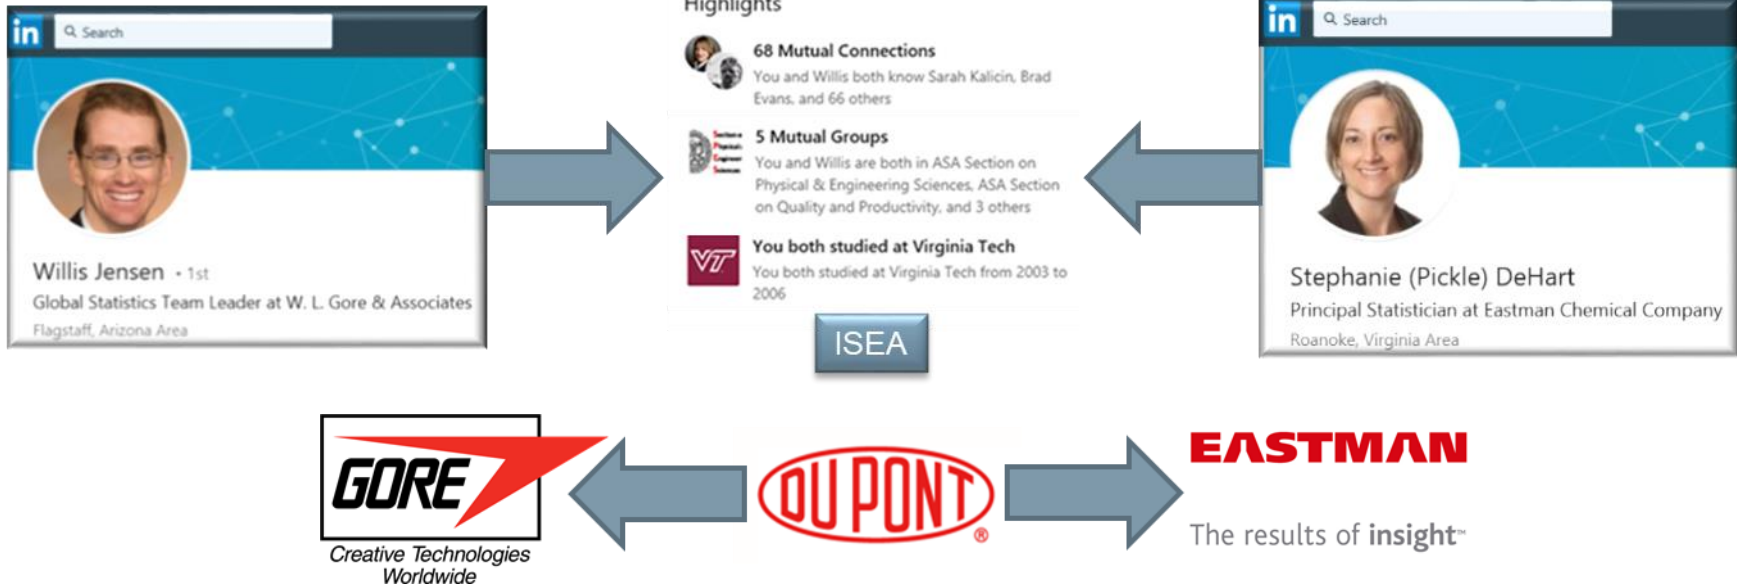 in Search
Willis Jensen • 1st
Global Statistics Team Leader at W. L. Gore & Associates
Flagstaff, Arizona Area
Highlights
68 Mutual Connections
You and Willis both know Sarah Kalicin, Brad
Evans, and 66 others
5 Mutual Groups
You and Willis are both in ASA Section on
Physical & Engineering Sciences, ASA Section
on Quality and Productivity, and 3 others
VT
You both studied at Virginia Tech
You both studied at Virginia Tech from 2003 to
2006
ISEA
in Search
Stephanie (Pickle) DeHart
Principal Statistician at Eastman Chemical Company
Roanoke, Virginia Area
GORE
Creative Technologies
Worldwide
DU PONT
®
EASTMAN
The results of insight™